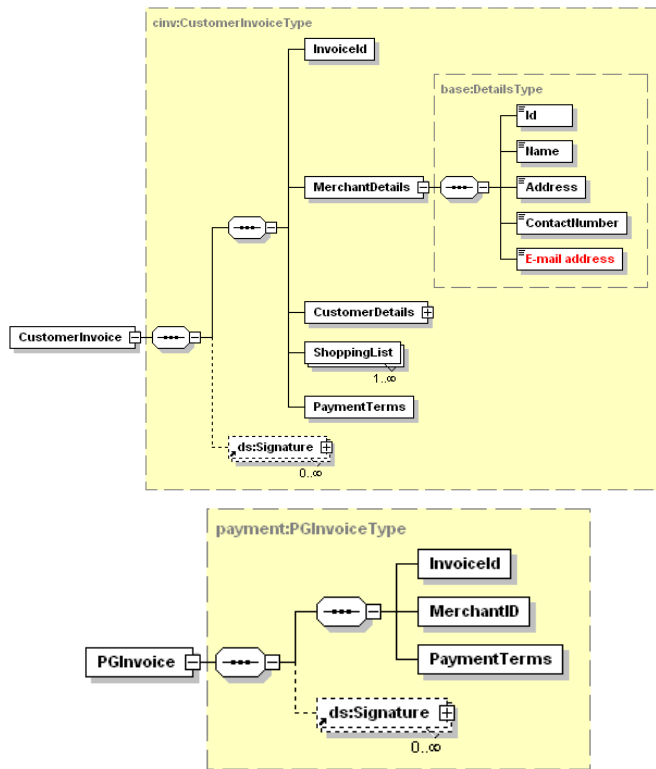 cinv:CustomerInvoiceType
InvoiceId
base:DetailsType
Id
Name
MerchantDetails
Address
ContactNumber
E-mail address
CustomerDetails
CustomerInvoice
ShoppingList
1..∞
PaymentTerms
ds:Signature
0..∞
payment:PGInvoiceType
InvoiceId
MerchantID
PGInvoice
PaymentTerms
ds:Signature
0..∞